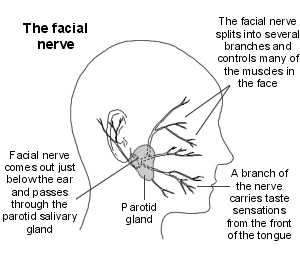 The facial
nerve
The facial nerve
splits into several
branches and
controls many of
the muscles in
the face
Facial nerve
comes out just
belowthe ear
and passes
through the
parotid salivary
gland
Parotid
gland
A branch of
the nerve
carries taste
sensations
from the front
of the tongue